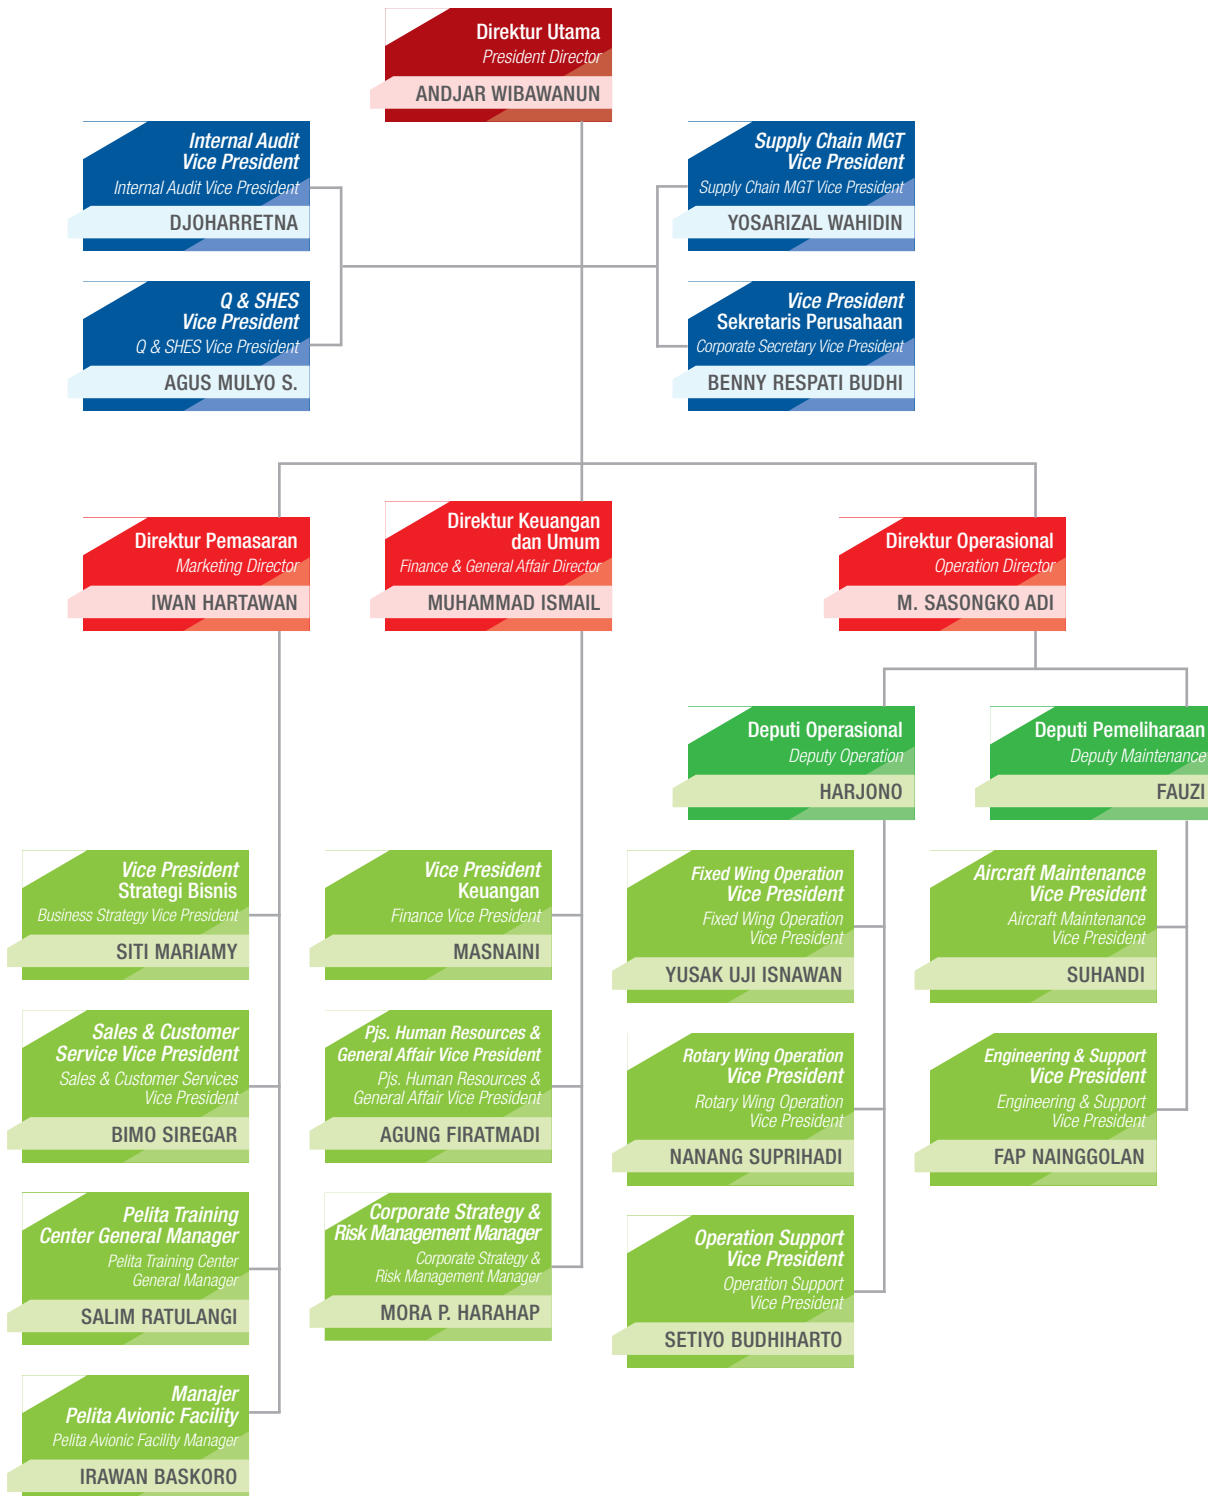 Direktur Utama
President Director
ANDJAR WIBAWANUN
Internal Audit
Vice President
Internal Audit Vice President
DJOHARRETNA
Supply Chain MGT
Vice President
Supply Chain MGT Vice President
YOSARIZAL WAHIDIN
Q & SHES
Vice President
Q & SHES Vice President
AGUS MULYO S.
Vice President
Sekretaris Perusahaan
Corporate Secretary Vice President
BENNY RESPATI BUDHI
Direktur Pemasaran
Marketing Director
IWAN HARTAWAN
Direktur Keuangan
dan Umum
Finance & General Affair Director
MUHAMMAD ISMAIL
Direktur Operasional
Operation Director
M. SASONGKO ADI
Deputi Operasional
Deputy Operation
HARJONO
Deputi Pemeliharaan
Deputy Maintenance
FAUZI
Vice President
Strategi Bisnis
Business Strategy Vice President
SITI MARIAMY
Vice President
Keuangan
Finance Vice President
MASNAINI
Fixed Wing Operation
Vice President
Fixed Wing Operation
Vice President
YUSAK UJI ISNAWAN
Aircraft Maintenance
Vice President
Aircraft Maintenance
Vice President
SUHANDI
Sales & Customer
Service Vice President
Sales & Customer Services
Vice President
BIMO SIREGAR
Pjs. Human Resources &
General Affair Vice President
Pjs. Human Resources &
General Affair Vice President
AGUNG FIRATMADI
Rotary Wing Operation
Vice President
Rotary Wing Operation
Vice President
NANANG SUPRIHADI
Engineering & Support
Vice President
Engineering & Support
Vice President
FAP NAINGGOLAN
Pelita Training
Center General Manager
Pelita Training Center
General Manager
SALIM RATULANGI
Corporate Strategy &
Risk Management Manager
Corporate Strategy &
Risk Management Manager
MORA P. HARAHAP
Operation Support
Vice President
Operation Support
Vice President
SETIYO BUDHIHARTO
Manajer
Pelita Avionic Facility
Pelita Avionic Facility Manager
IRAWAN BASKORO